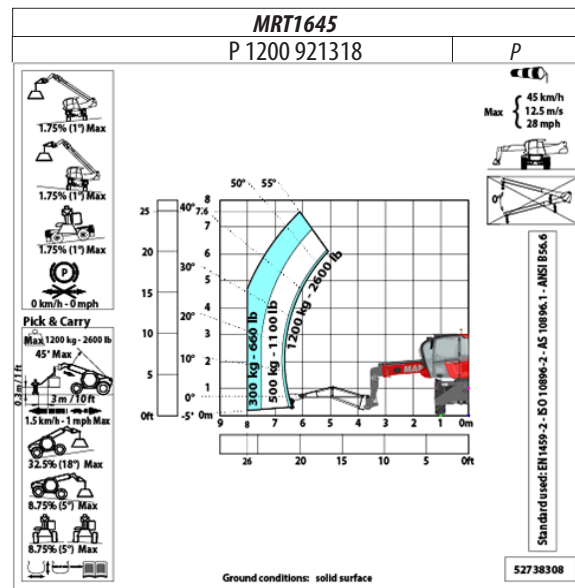 MRT1645
P 1200 921318
P
1.75% (1°) Max
1.75% (1°) Max
1.75% (1°) Max
P
0 km/h - 0 mph
Pick & Carry
Max 1200 kg - 2600 lb
45° Max
0.3 m / 1 ft
3 m / 10 ft
1.5 km/h - 1 mph Max
32.5% (18°) Max
8.75% (5°) Max
8.75% (5°) Max
Max
45 km/h
12.5 m/s
28 mph
0°
50°
55°
40°
30°
20°
10°
0°
-5°
25
20
15
10
5
0ft
8
7.6
7
6
5
4
3
2
1
0m
300 kg - 660 lb
500 kg - 1100 lb
1200 kg - 2600 lb
9 8 7 6 5 4 3 2 1 0m
26 20 15 10 5 0ft
Standard used: EN 1459-2 - ISO 10896-2 - AS 10896.1 - ANSI B56.6
Ground conditions: solid surface
52738308